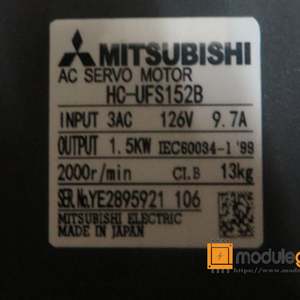 MITSUBISHI
AC SERVO MOTOR
HC-UFS152B
INPUT 3AC 126V 9.7A
OUTPUT 1.5KW IEC60034-1 '99
2000r/min CI.B 13kg
SER.No.YE2895921 106
MITSUBISHI ELECTRIC
MADE IN JAPAN
module